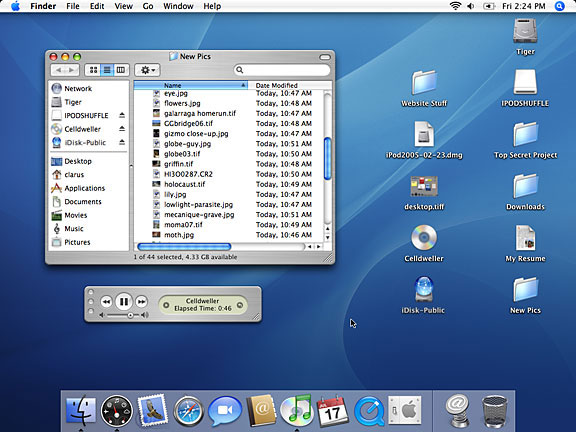 Finder File Edit View Go Window Help Fri 2:24 PM
New Pics
Name Date Modified
Network
Tiger
IPODSHUFFLE
Celldweller
iDisk-Public
Desktop
clarus
Applications
Documents
Movies
Music
Pictures
eye.jpg Today, 10:47 AM
flowers.jpg Today, 10:48 AM
galarraga homerun.tif Today, 10:47 AM
GGbridge06.tif Today, 10:48 AM
gizmo close-up.jpg Today, 10:47 AM
globe-guy.jpg Today, 10:51 AM
globe03.tif Today, 10:50 AM
griffin.tif Today, 10:48 AM
HI3O0287.CR2 Today, 10:50 AM
holocaust.tif Today, 10:49 AM
lily.jpg Today, 10:47 AM
lowlight-parasite.jpg Today, 10:50 AM
mecanique-grave.jpg Today, 10:51 AM
moma07.tif Today, 10:49 AM
moth.jpg Today, 10:46 AM
1 of 44 selected, 4.33 GB available
Celldweller
Elapsed Time: 0:46
Tiger
Website Stuff
IPODSHUFFLE
iPod2005-02-23.dmg
Top Secret Project
desktop.tiff
Downloads
Celldweller
My Resume
iDisk-Public
New Pics
17